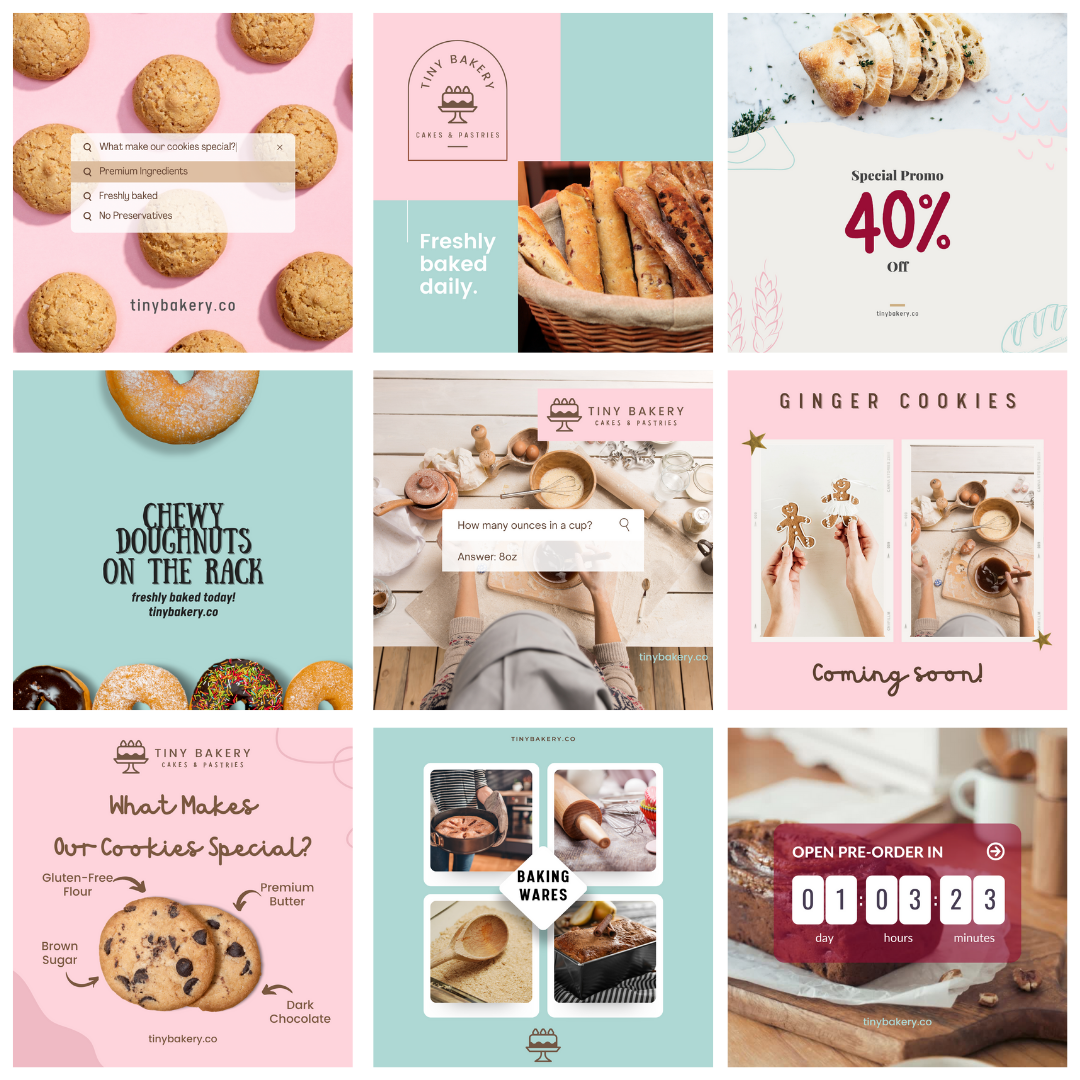 What make our cookies special?
Premium Ingredients
Freshly baked
No Preservatives
tinybakery.co
TINY BAKERY
CAKES & PASTRIES
Freshly
baked
daily.
Special Promo
40%
Off
tinybakery.co
CHEWY
DOUGHNUTS
ON THE RACK
freshly baked today!
tinybakery.co
TINY BAKERY
CAKES & PASTRIES
How many ounces in a cup?
Answer: 8oz
tinybakery.co
GINGER COOKIES
Coming soon!
TINY BAKERY
CAKES & PASTRIES
What Makes
Our Cookies Special?
Gluten-Free
Flour
Premium
Butter
Brown
Sugar
Dark
Chocolate
tinybakery.co
TINYBAKERY.CO
BAKING
WARES
OPEN PRE-ORDER IN
01:03:23
day hours minutes
tinybakery.co